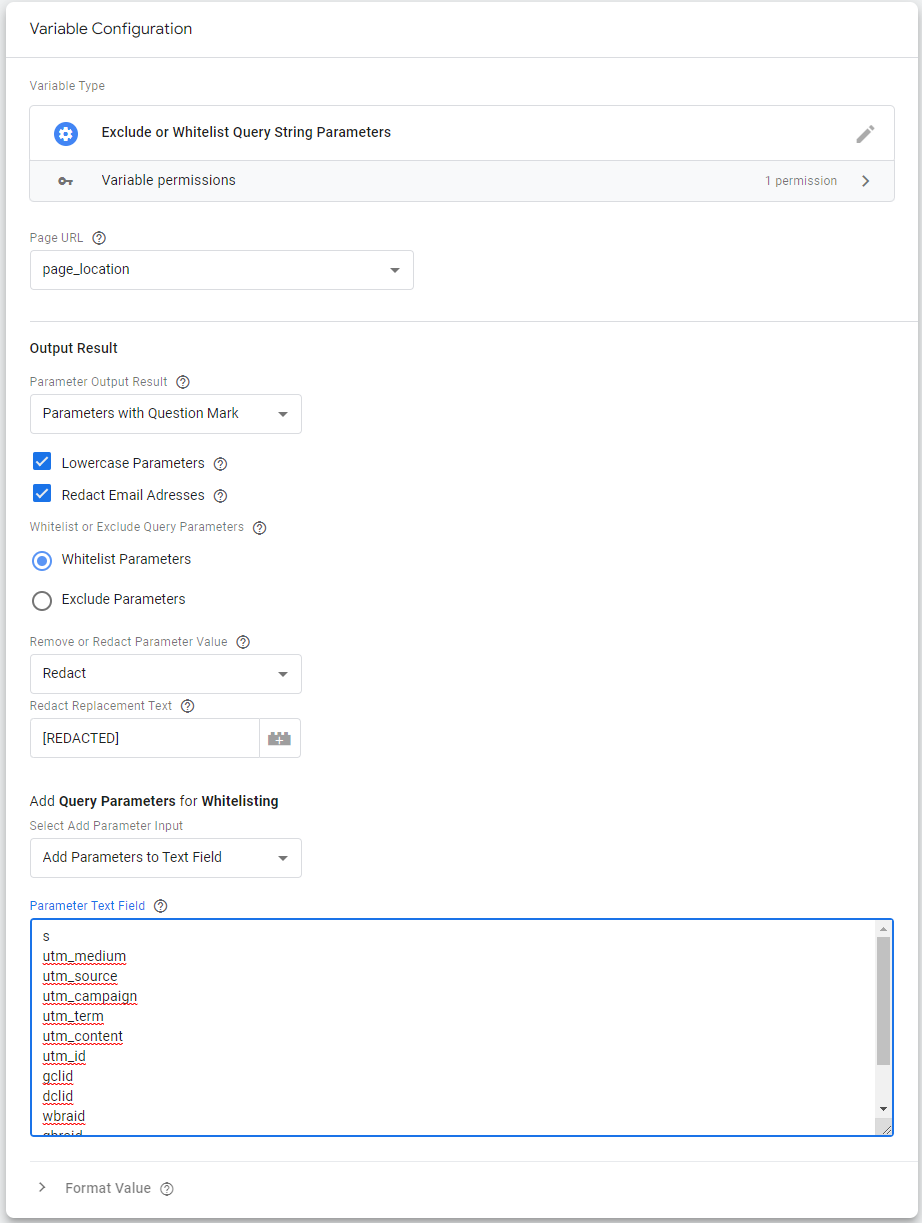 Variable Configuration
Variable Type
Exclude or Whitelist Query String Parameters
Variable permissions 1 permission
Page URL
page_location
Output Result
Parameter Output Result
Parameters with Question Mark
Lowercase Parameters
Redact Email Adresses
Whitelist or Exclude Query Parameters
Whitelist Parameters
Exclude Parameters
Remove or Redact Parameter Value
Redact
Redact Replacement Text
[REDACTED]
Add Query Parameters for Whitelisting
Select Add Parameter Input
Add Parameters to Text Field
Parameter Text Field
s
utm_medium
utm_source
utm_campaign
utm_term
utm_content
utm_id
gclid
dclid
wbraid
Format Value